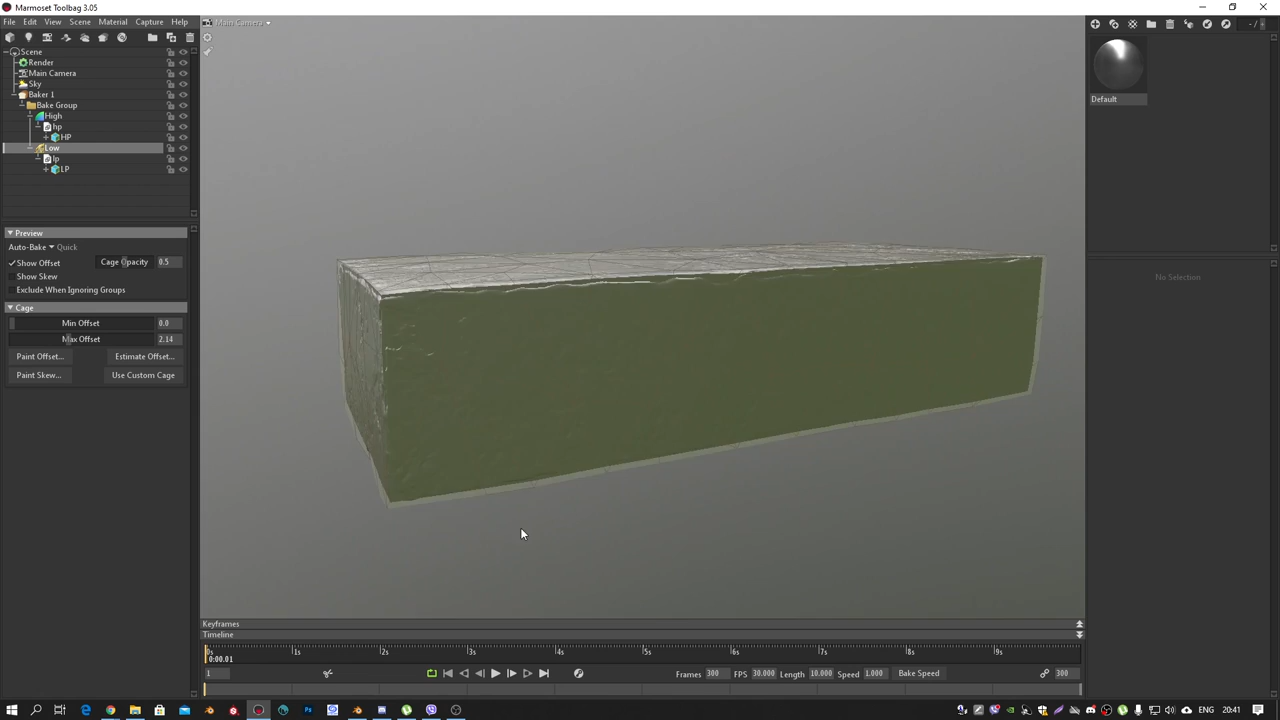 Marmoset Toolbag 3.05
File Edit View Scene Material Capture Help
Main Camera
- /
Scene
Render
Main Camera
Sky
Baker 1
Bake Group
High
hp
HP
Low
lp
LP
Default
Preview
Auto-Bake Quick
Show Offset Cage Opacity 0.5
Show Skew
Exclude When Ignoring Groups
Cage
Min Offset 0.0
Max Offset 2.14
Paint Offset... Estimate Offset...
Paint Skew... Use Custom Cage
No Selection
Keyframes
Timeline
0s 1s 2s 3s 4s 5s 6s 7s 8s 9s
0:00.01
1 Frames 300 FPS 30.000 Length 10.000 Speed 1.000 Bake Speed 300
ENG 20:41